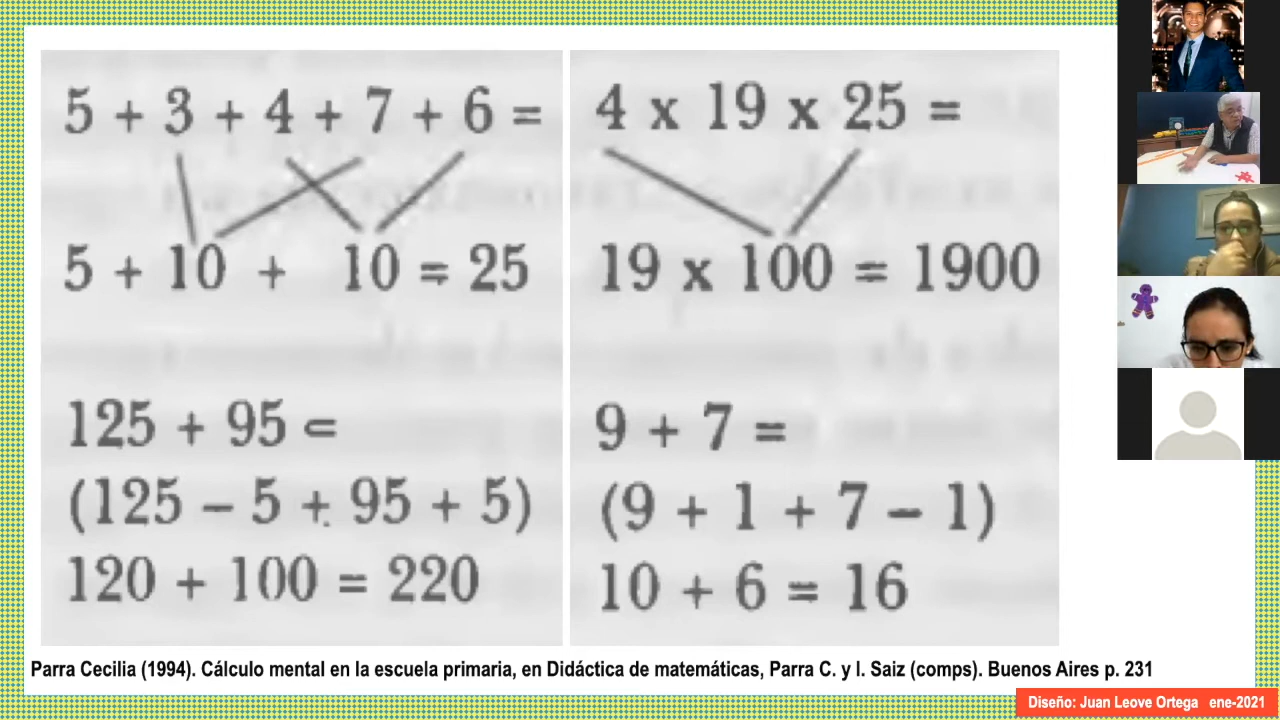 5 + 3 + 4 + 7 + 6 =
5 + 10 + 10 = 25
125 + 95 =
(125 – 5 + 95 + 5)
120 + 100 = 220
4 x 19 x 25 =
19 x 100 = 1900
9 + 7 =
(9 + 1 + 7 – 1)
10 + 6 = 16
Parra Cecilia (1994). Cálculo mental en la escuela primaria, en Didáctica de matemáticas, Parra C. y I. Saiz (comps). Buenos Aires p. 231
Diseño: Juan Leove Ortega ene-2021